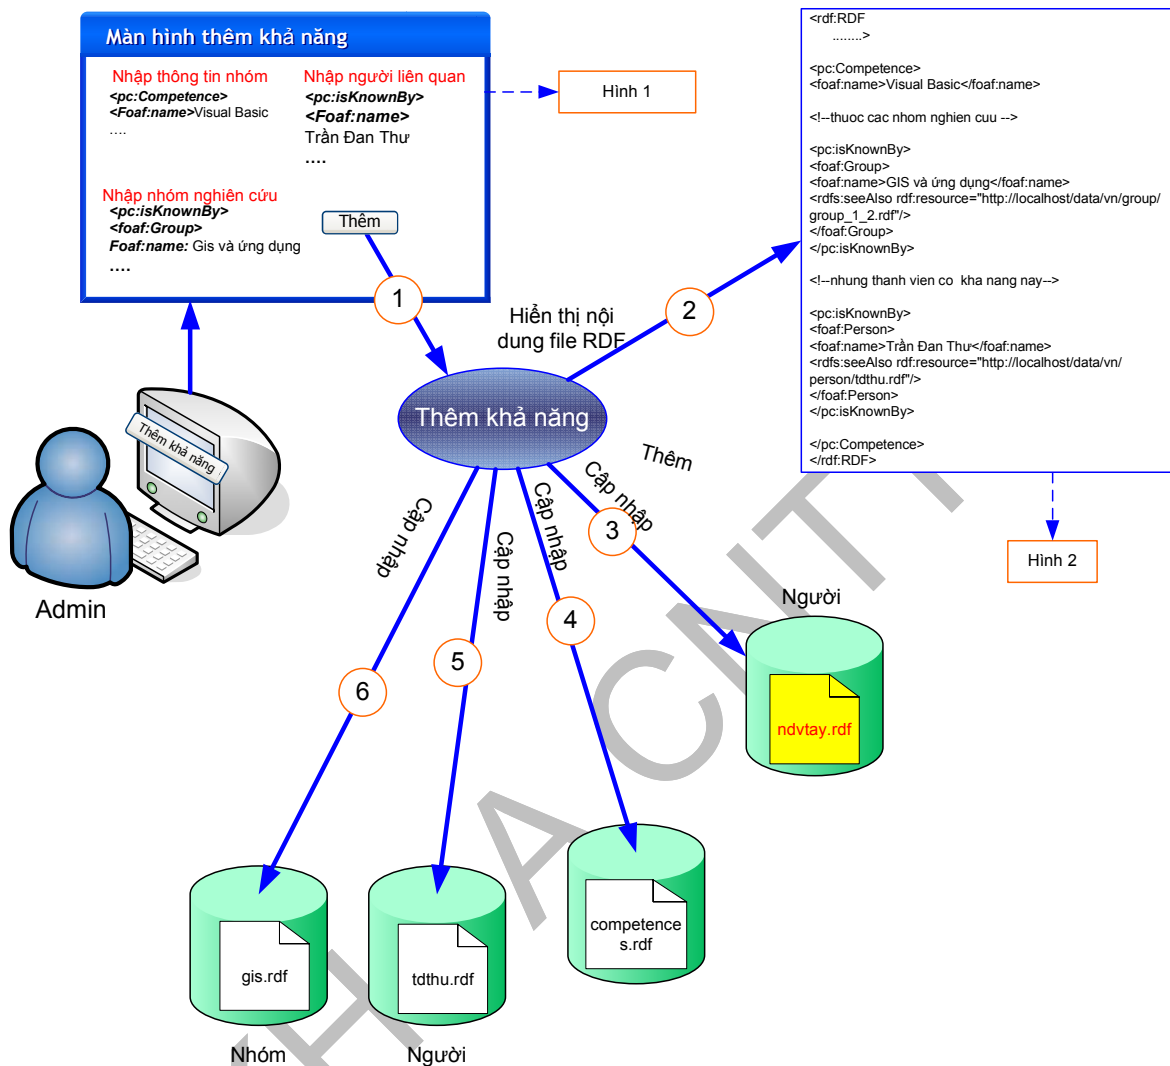 Màn hình thêm khả năng
Nhập thông tin nhóm
<pc:Competence>
<Foaf:name>Visual Basic
....
Nhập người liên quan
<pc:isKnownBy>
<Foaf:name>
Trần Đan Thư
....
Nhập nhóm nghiên cứu
<pc:isKnownBy>
<foaf:Group>
Foaf:name: Gis và ứng dụng
....
Thêm
Hình 1
<rdf:RDF
........>
<pc:Competence>
<foaf:name>Visual Basic</foaf:name>
<!--thuoc cac nhom nghien cuu -->
<pc:isKnownBy>
<foaf:Group>
<foaf:name>GIS và ứng dụng</foaf:name>
<rdfs:seeAlso rdf:resource="http://localhost/data/vn/group/
group_1_2.rdf"/>
</foaf:Group>
</pc:isKnownBy>
<!--nhung thanh vien co  kha nang nay-->
<pc:isKnownBy>
<foaf:Person>
<foaf:name>Trần Đan Thư</foaf:name>
<rdfs:seeAlso rdf:resource="http://localhost/data/vn/
person/tdthu.rdf"/>
</foaf:Person>
</pc:isKnownBy>
</pc:Competence>
</rdf:RDF>
Hình 2
1
2
Hiển thị nội
dung file RDF
Thêm khả năng
Thêm khả năng
Admin
Thêm
Cập nhập
3
Cập nhập
4
Cập nhập
5
Cập nhập
6
Người
ndvtay.rdf
competence
s.rdf
tdthu.rdf
Người
gis.rdf
Nhóm
KH A CNTT